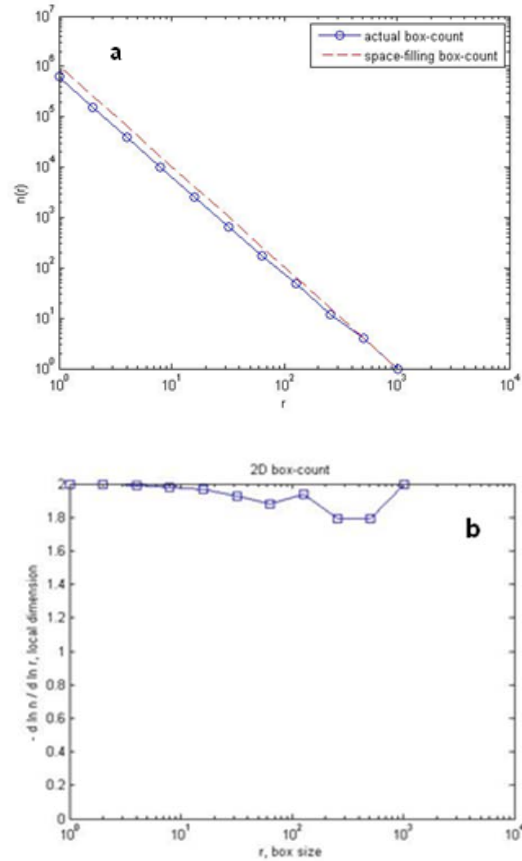 a
actual box-count
space-filling box-count
10^7
10^6
10^5
10^4
10^3
10^2
10^1
10^0
n(r)
10^0 10^1 10^2 10^3 10^4
r
2D box-count
b
2
1.8
1.6
1.4
1.2
1
0.8
0.6
0.4
0.2
0
- d ln n / d ln r, local dimension
10^0 10^1 10^2 10^3 10^4
r, box size